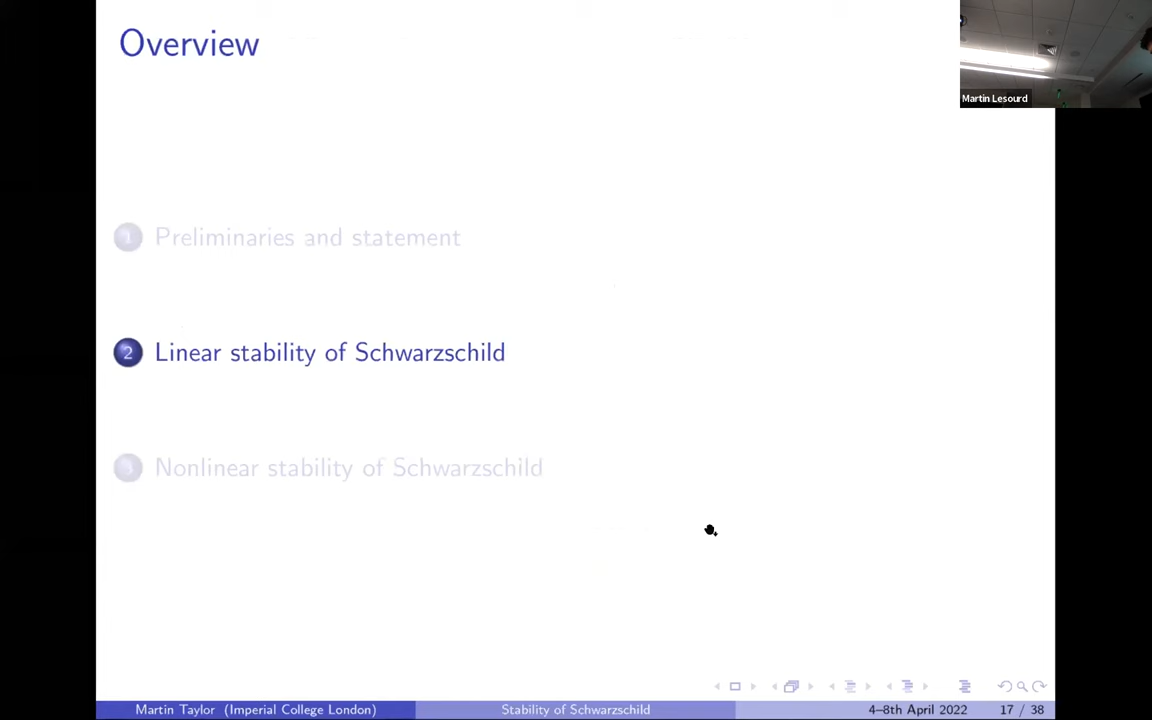 Overview
Martin Lesourd
1 Preliminaries and statement
2 Linear stability of Schwarzschild
3 Nonlinear stability of Schwarzschild
Martin Taylor (Imperial College London) Stability of Schwarzschild 4–8th April 2022 17 / 38